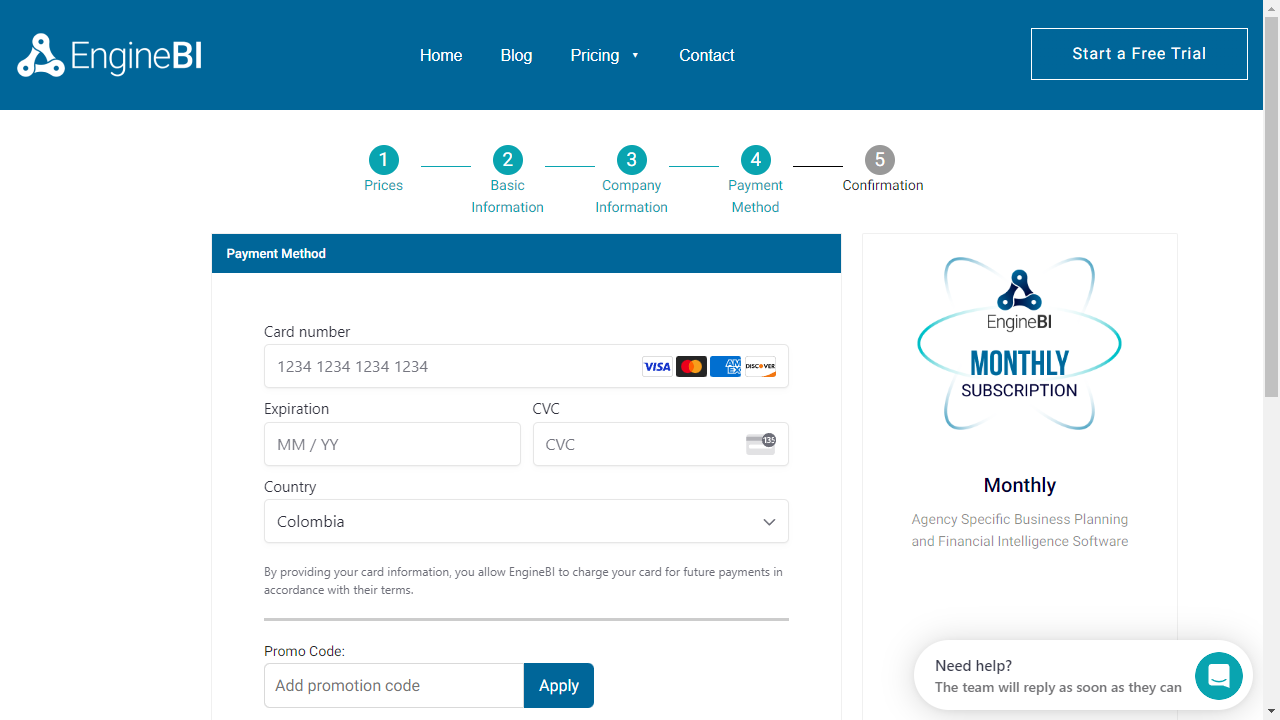 EngineBI
Home
Blog
Pricing
Contact
Start a Free Trial
1
Prices
2
Basic
Information
3
Company
Information
4
Payment
Method
5
Confirmation
Payment Method
Card number
1234 1234 1234 1234
VISA
AM
EX
DISCOVER
Expiration
CVC
MM / YY
CVC
135
Country
Colombia
By providing your card information, you allow EngineBI to charge your card for future payments in
accordance with their terms.
Promo Code:
Add promotion code
Apply
EngineBI
MONTHLY
SUBSCRIPTION
Monthly
Agency Specific Business Planning
and Financial Intelligence Software
Need help?
The team will reply as soon as they can